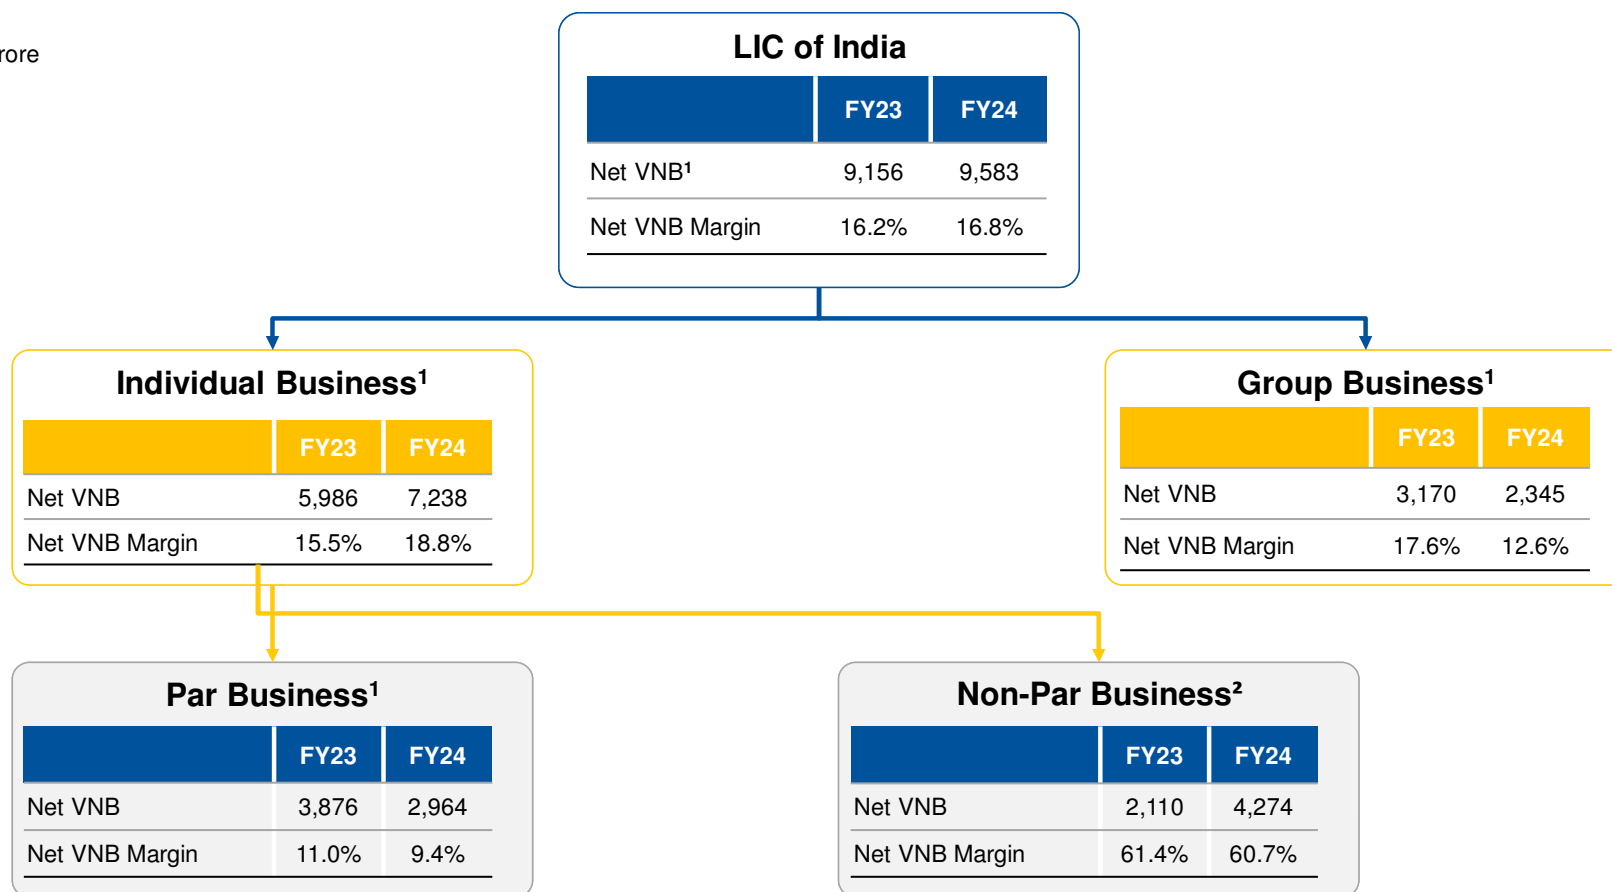 rore
LIC of India
FY23 FY24
Net VNB¹ 9,156 9,583
Net VNB Margin 16.2% 16.8%
Individual Business¹
FY23 FY24
Net VNB 5,986 7,238
Net VNB Margin 15.5% 18.8%
Group Business¹
FY23 FY24
Net VNB 3,170 2,345
Net VNB Margin 17.6% 12.6%
Par Business¹
FY23 FY24
Net VNB 3,876 2,964
Net VNB Margin 11.0% 9.4%
Non-Par Business²
FY23 FY24
Net VNB 2,110 4,274
Net VNB Margin 61.4% 60.7%